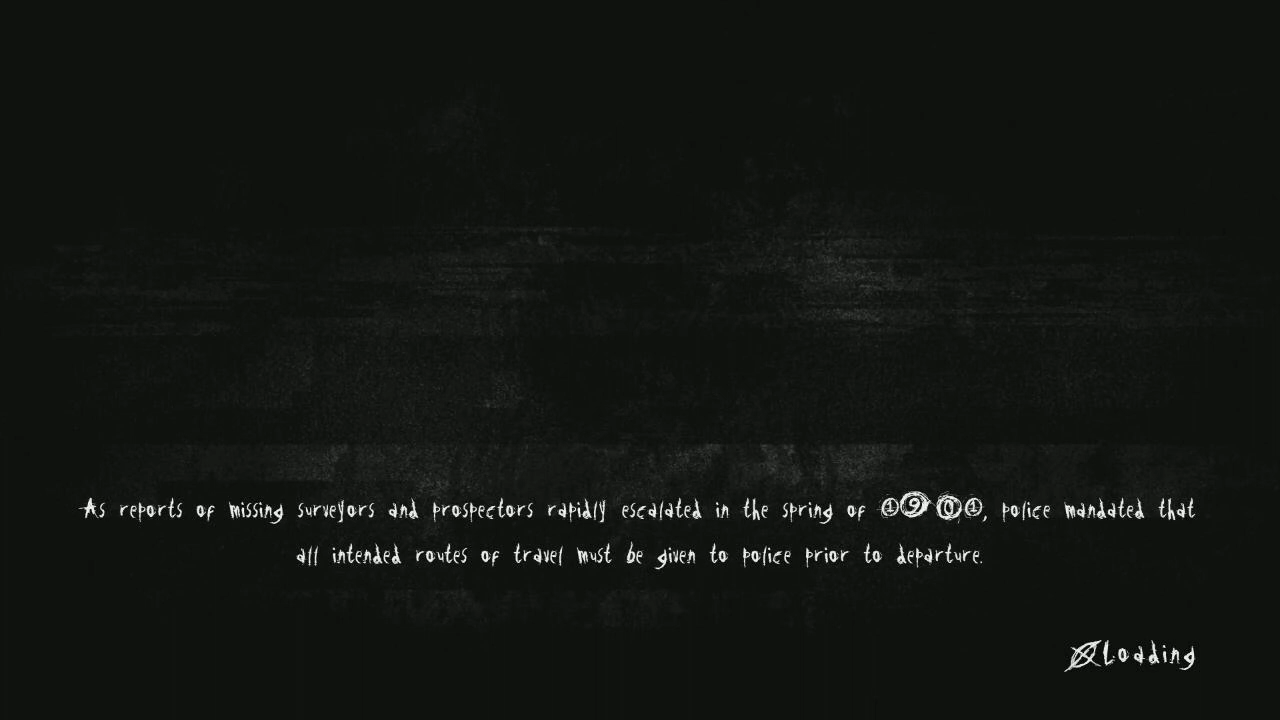 As reports of missing surveyors and prospectors rapidly escalated in the spring of 1901, police mandated that
all intended routes of travel must be given to police prior to departure.
Loading